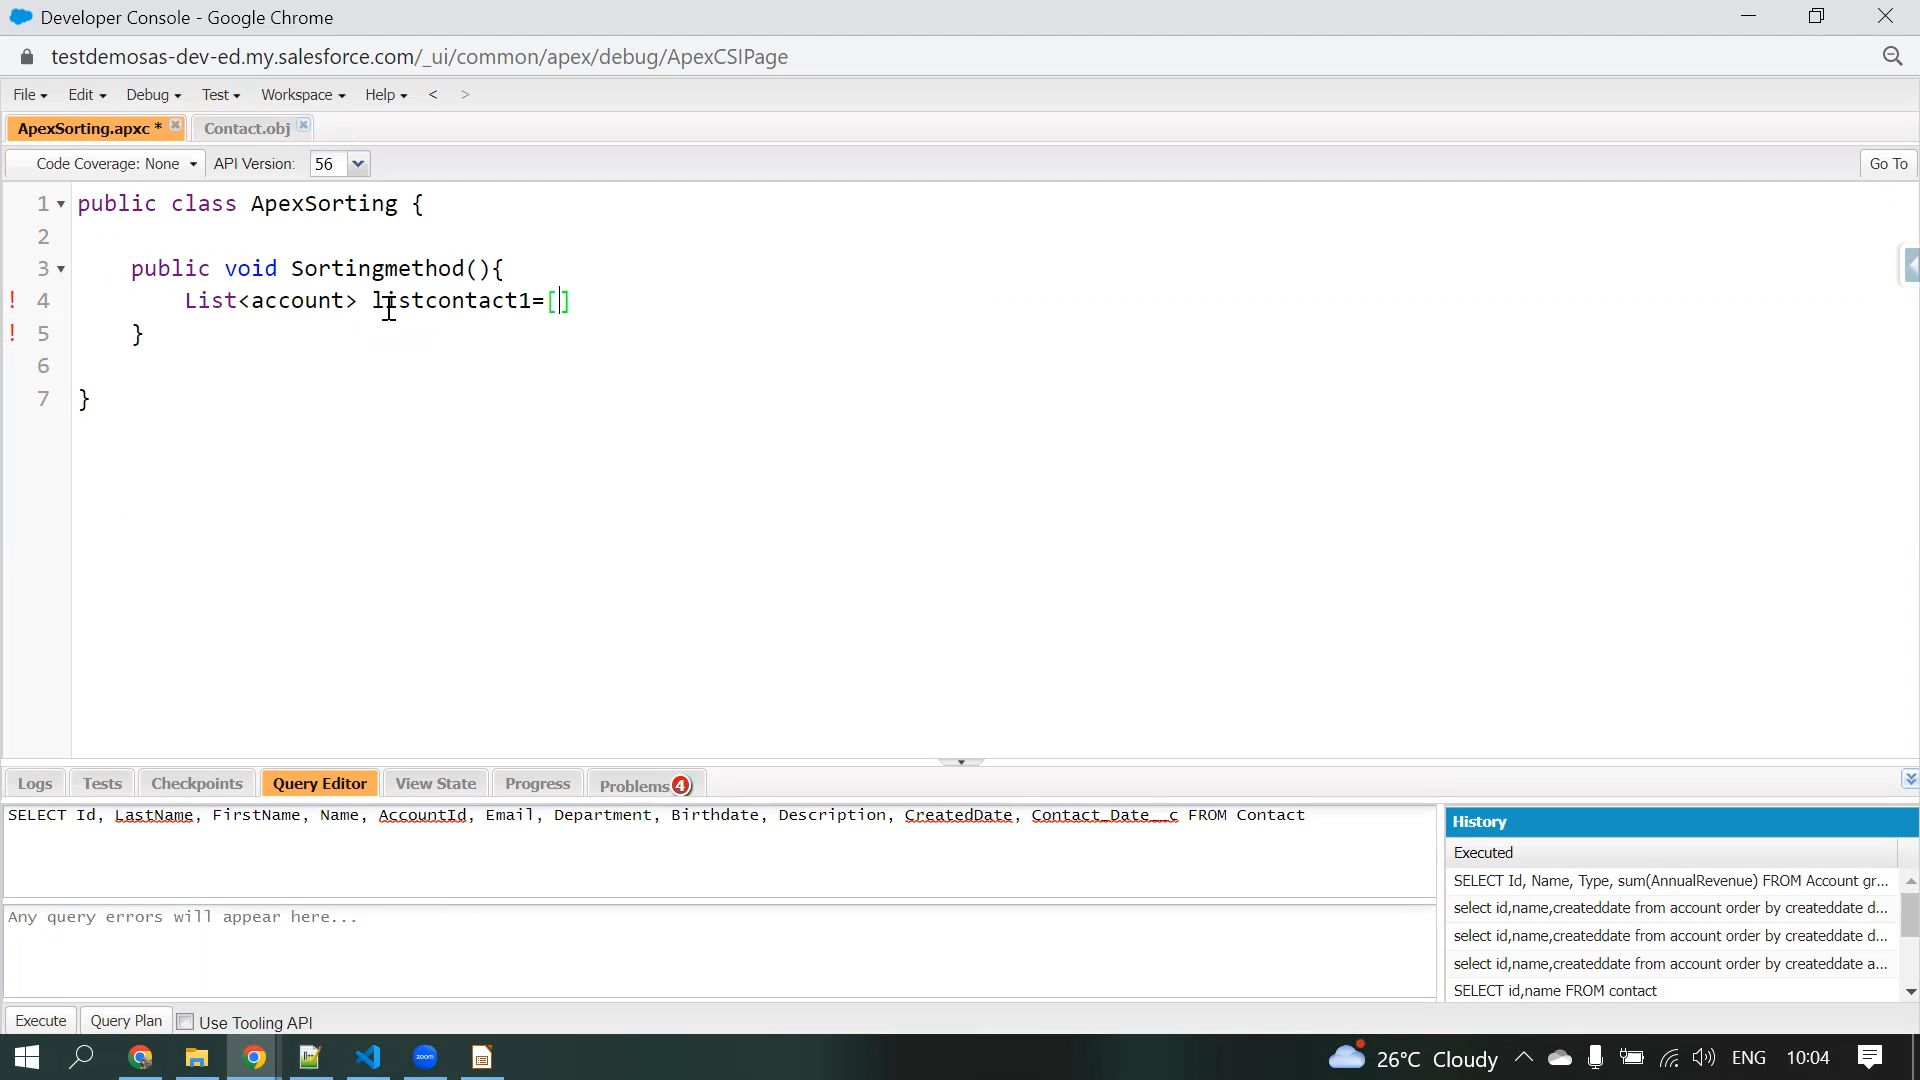 Developer Console - Google Chrome
testdemosas-dev-ed.my.salesforce.com/_ui/common/apex/debug/ApexCSIPage
File Edit Debug Test Workspace Help < >
ApexSorting.apxc * Contact.obj
Code Coverage: None API Version: 56 Go To
1 public class ApexSorting {
2
3 public void Sortingmethod(){
! 4 List<account> listcontact1=[]
! 5 }
6
7 }
Logs Tests Checkpoints Query Editor View State Progress Problems 4
SELECT Id, LastName, FirstName, Name, AccountId, Email, Department, Birthdate, Description, CreatedDate, Contact_Date__c FROM Contact
Any query errors will appear here...
History
Executed
SELECT Id, Name, Type, sum(AnnualRevenue) FROM Account gr...
select id,name,createddate from account order by createddate d...
select id,name,createddate from account order by createddate d...
select id,name,createddate from account order by createddate a...
SELECT id,name FROM contact
Execute Query Plan Use Tooling API
zoom 26°C Cloudy ENG 10:04